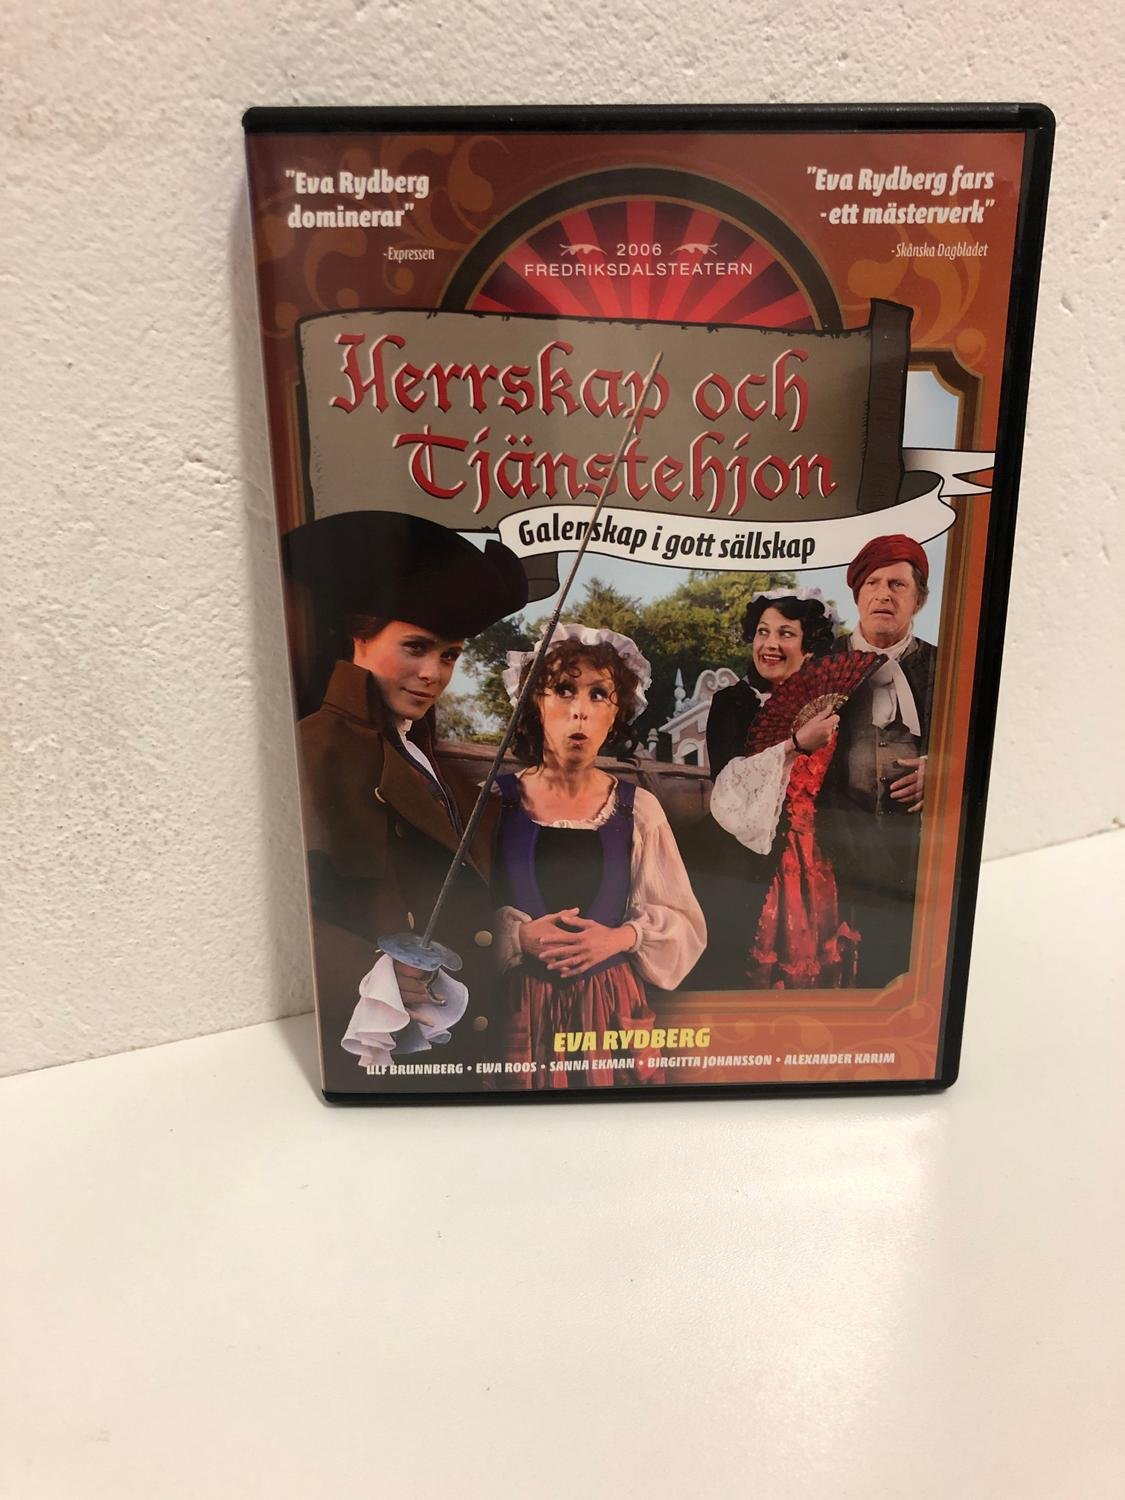 "Eva Rydberg
dominerar"
-Expressen
"Eva Rydberg fars
-ett mästerverk"
-Skånska Dagbladet
2006
FREDRIKSDALSTEATERN
Herrskap och
Tjänstehjon
Galenskap i gott sällskap
EVA RYDBERG
ULF BRUNNBERG • EWA ROOS • SANNA EKMAN • BIRGITTA JOHANSSON • ALEXANDER KARIM